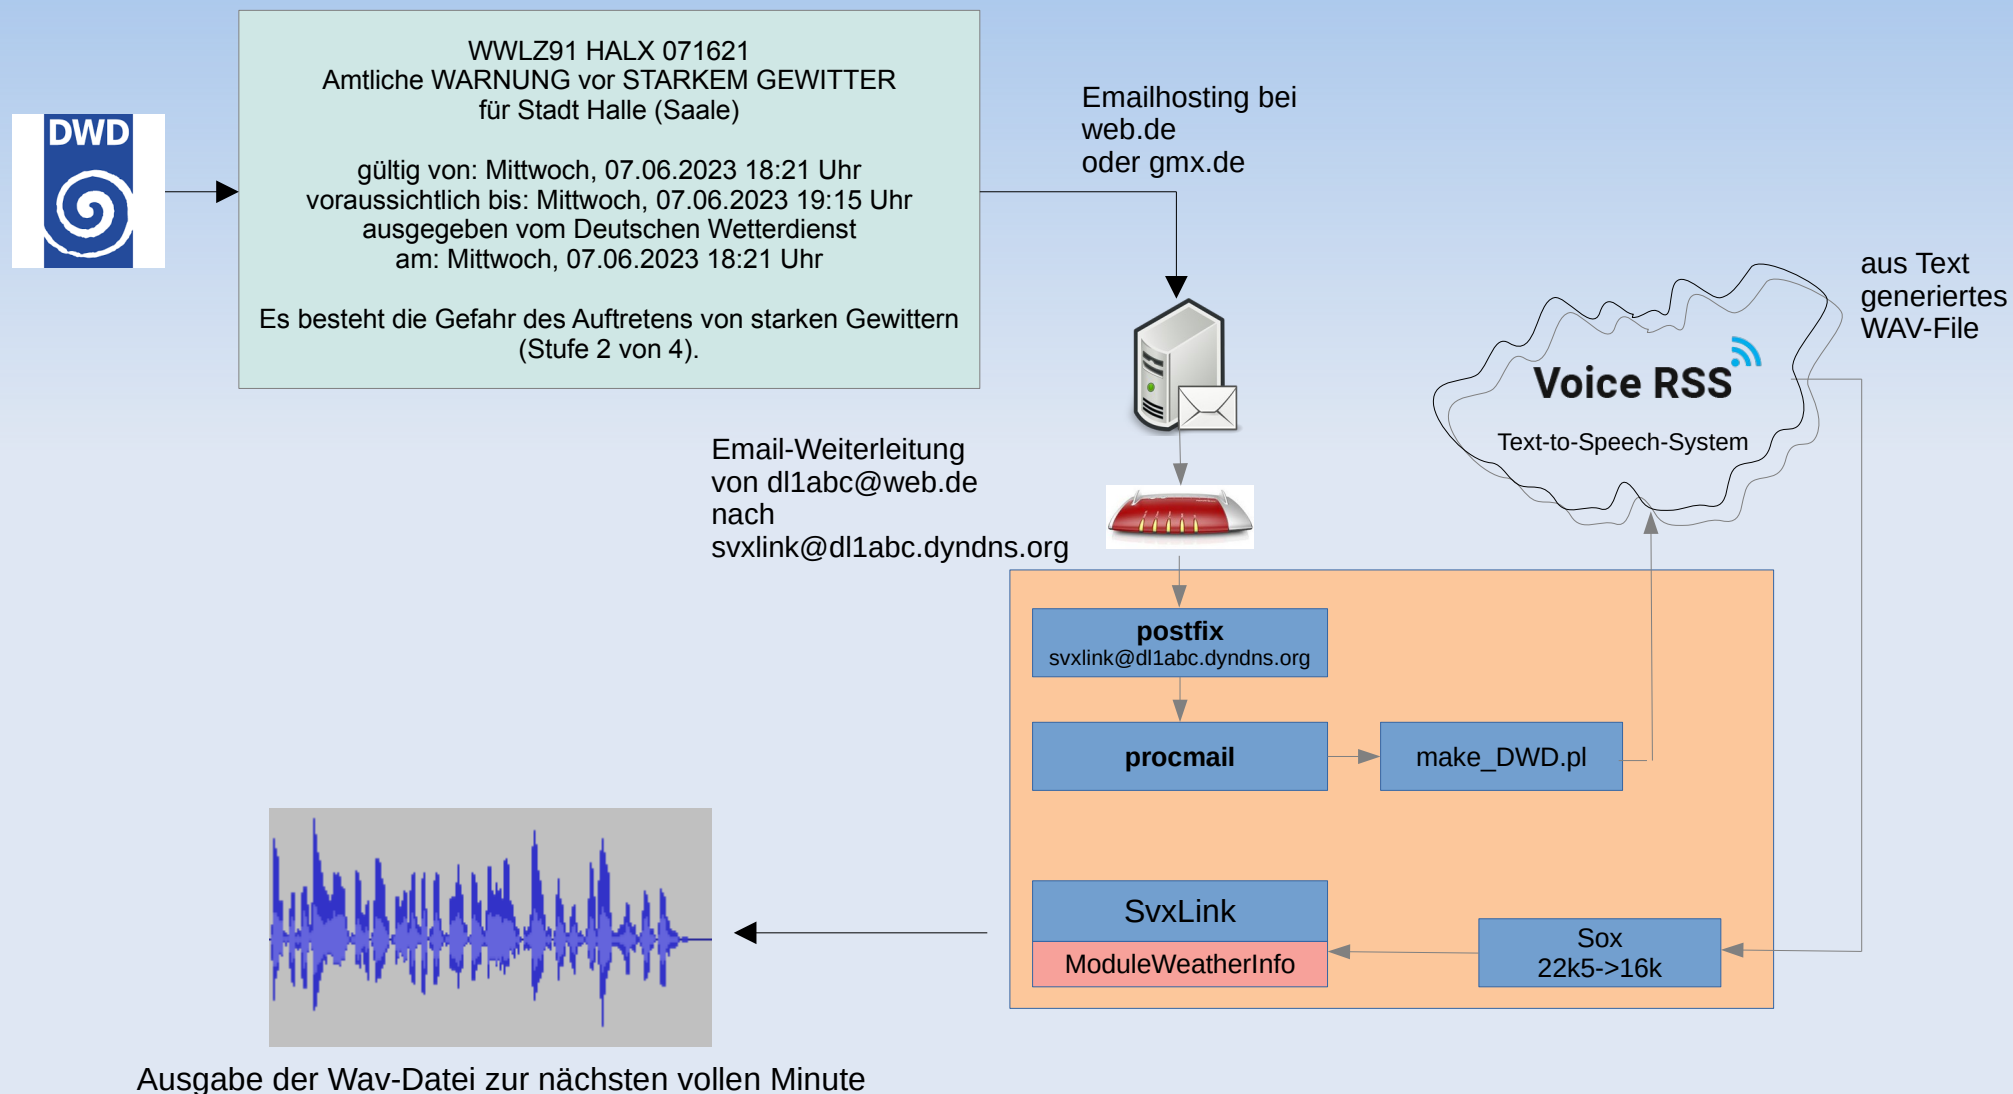 WWLZ91 HALX 071621
Amtliche WARNUNG vor STARKEM GEWITTER
für Stadt Halle (Saale)
gültig von: Mittwoch, 07.06.2023 18:21 Uhr
voraussichtlich bis: Mittwoch, 07.06.2023 19:15 Uhr
ausgegeben vom Deutschen Wetterdienst
am: Mittwoch, 07.06.2023 18:21 Uhr
Es besteht die Gefahr des Auftretens von starken Gewittern
(Stufe 2 von 4).
DWD
Emailhosting bei
web.de
oder gmx.de
aus Text
generiertes
WAV-File
Voice RSS
Text-to-Speech-System
Email-Weiterleitung
von dl1abc@web.de
nach
svxlink@dl1abc.dyndns.org
postfix
svxlink@dl1abc.dyndns.org
procmail
make_DWD.pl
SvxLink
ModuleWeatherInfo
Sox
22k5->16k
Ausgabe der Wav-Datei zur nächsten vollen Minute